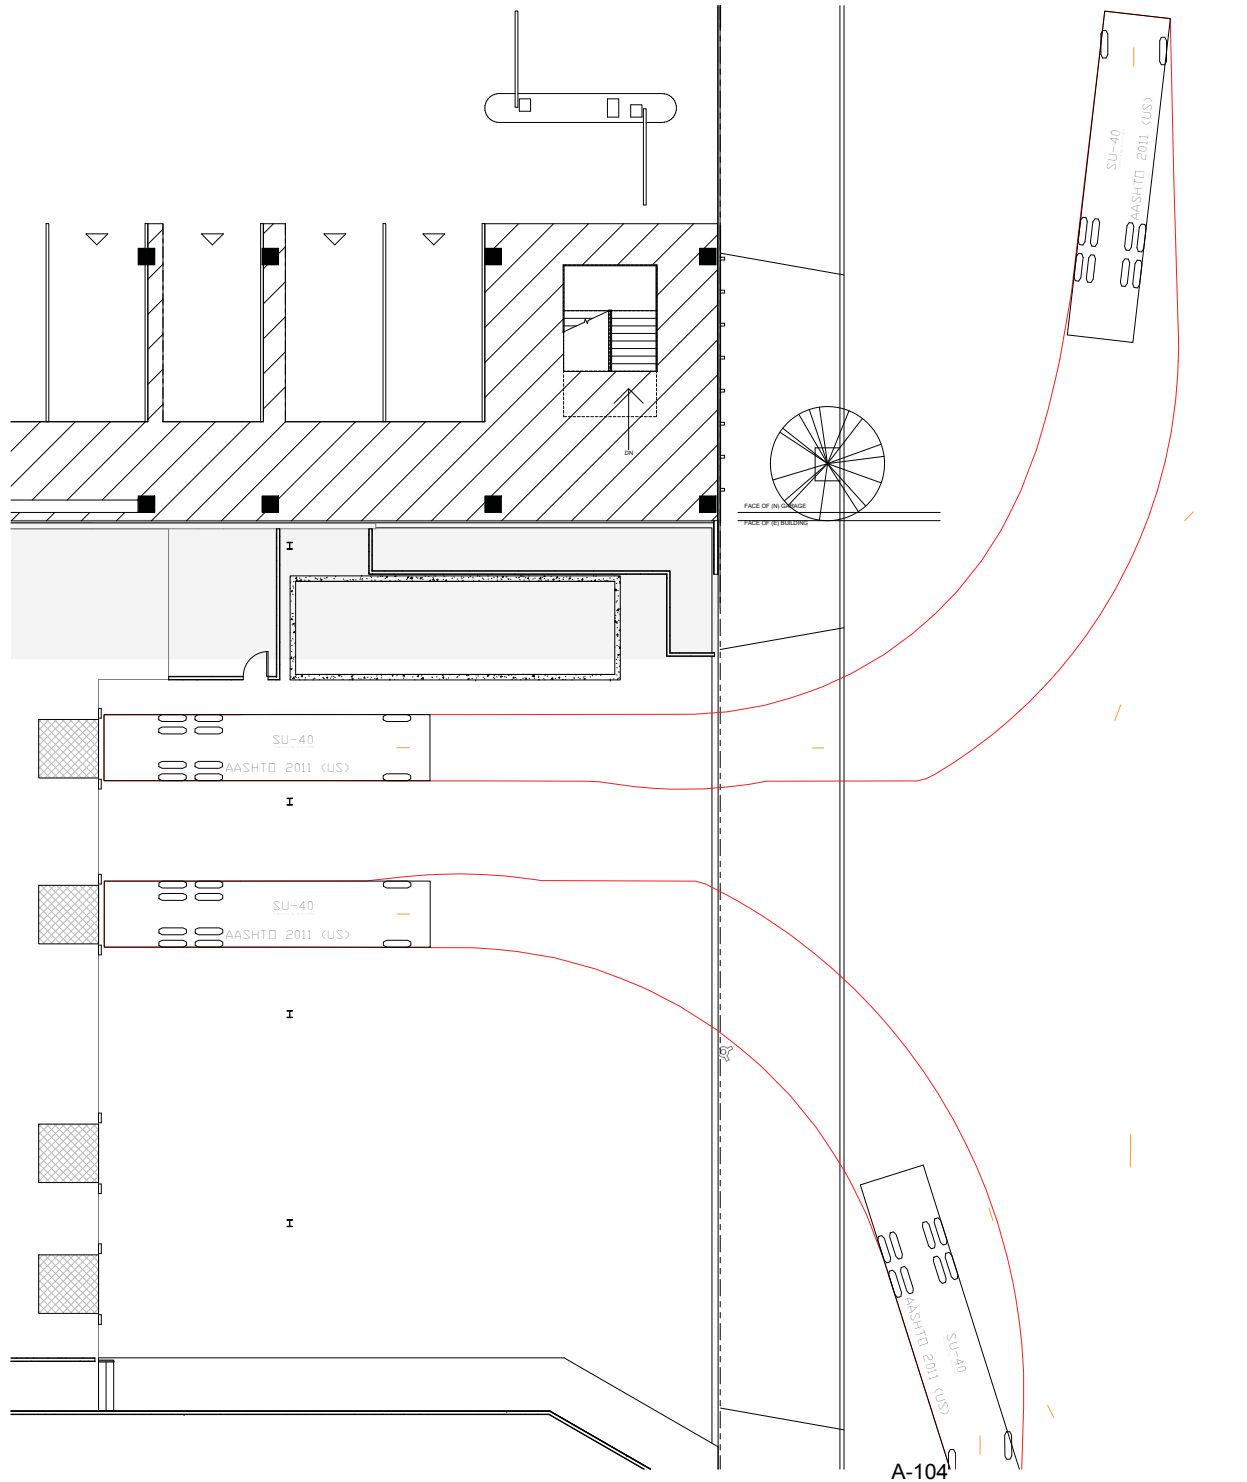 SU-40
AASHTO 2011 (US)
DN
FACE OF (N) GARAGE
FACE OF (E) BUILDING
SU-40
AASHTO 2011 (US)
SU-40
AASHTO 2011 (US)
SU-40
AASHTO 2011 (US)
A-104